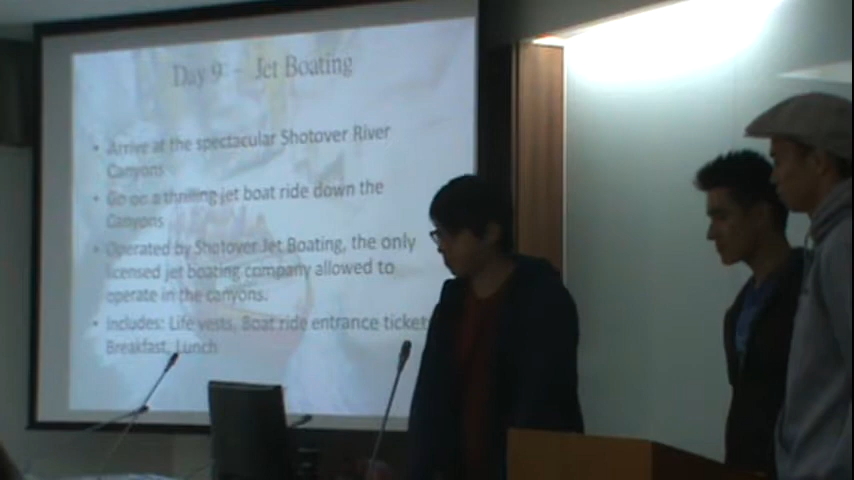 Day 9 - Jet Boating
• Arrive at the spectacular Shotover River
Canyons
• Go on a thrilling jet boat ride down the
Canyons
• Operated by Shotover Jet Boating, the only
licensed jet boating company allowed to
operate in the canyons.
• Includes: Life vests, Boat ride entrance ticket
Breakfast, Lunch